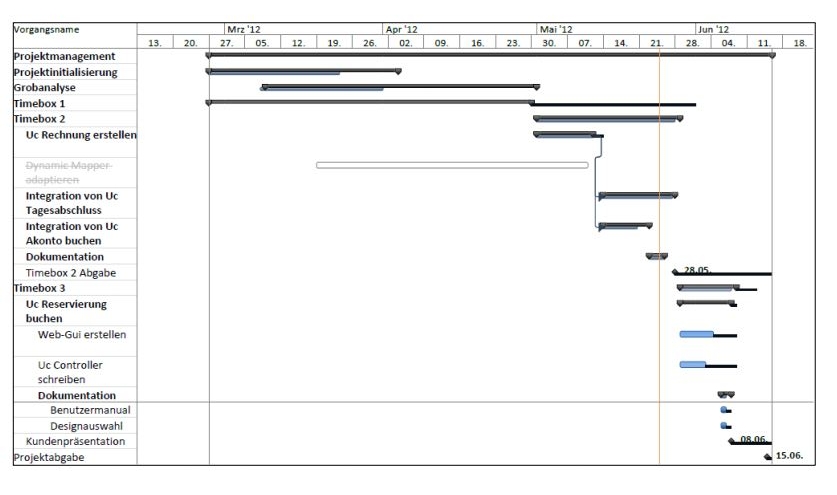 Vorgangsname
Mrz '12 Apr '12 Mai '12 Jun '12
13. 20. 27. 05. 12. 19. 26. 02. 09. 16. 23. 30. 07. 14. 21. 28. 04. 11. 18.
Projektmanagement
Projektinitialisierung
Grobanalyse
Timebox 1
Timebox 2
Uc Rechnung erstellen
Dynamic Mapper
adaptieren
Integration von Uc
Tagesabschluss
Integration von Uc
Akonto buchen
Dokumentation
Timebox 2 Abgabe 28.05.
Timebox 3
Uc Reservierung
buchen
Web-Gui erstellen
Uc Controller
schreiben
Dokumentation
Benutzermanual
Designauswahl
Kundenpräsentation 08.06.
Projektabgabe 15.06.